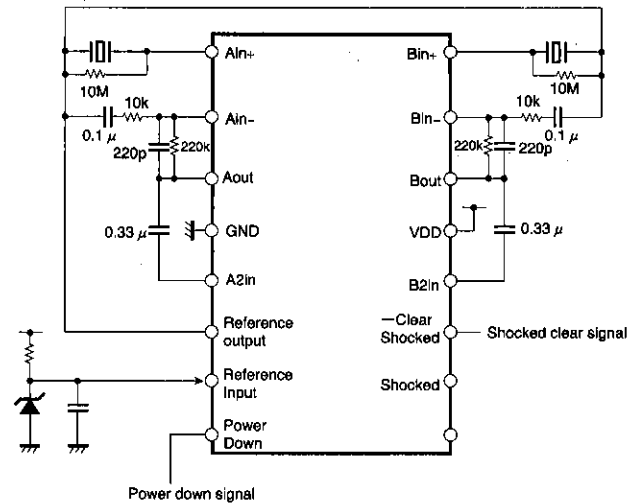 AIn+
BIn+
10M
10M
10k
10k
Ain−
BIn−
0.1 μ
0.1 μ
220p
220k
220k
220p
Aout
Bout
GND
VDD
0.33 μ
0.33 μ
A2in
B2in
Reference
output
—Clear
Shocked
Shocked clear signal
Reference
Input
Shocked
Power
Down
Power down signal